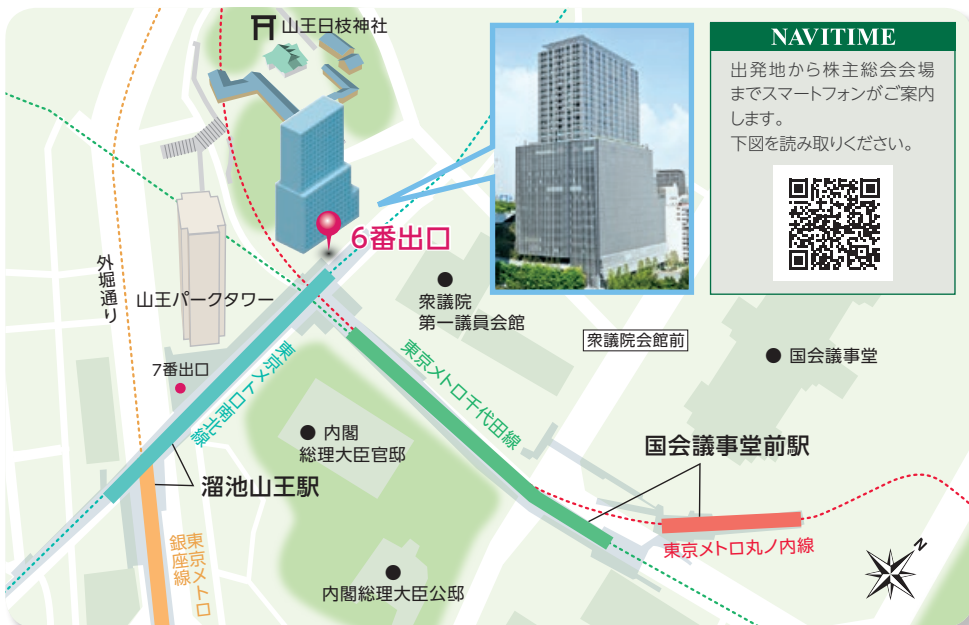 山王日枝神社
NAVITIME
出発地から株主総会会場
までスマートフォンがご案内
します。
下図を読み取りください。
6番出口
外堀通り
山王パークタワー
衆議院
第一議員会館
衆議院会館前
国会議事堂
7番出口
東京メトロ南北線
東京メトロ千代田線
内閣
総理大臣官邸
国会議事堂前駅
溜池山王駅
東京メトロ
銀座線
東京メトロ丸ノ内線
内閣総理大臣公邸
N